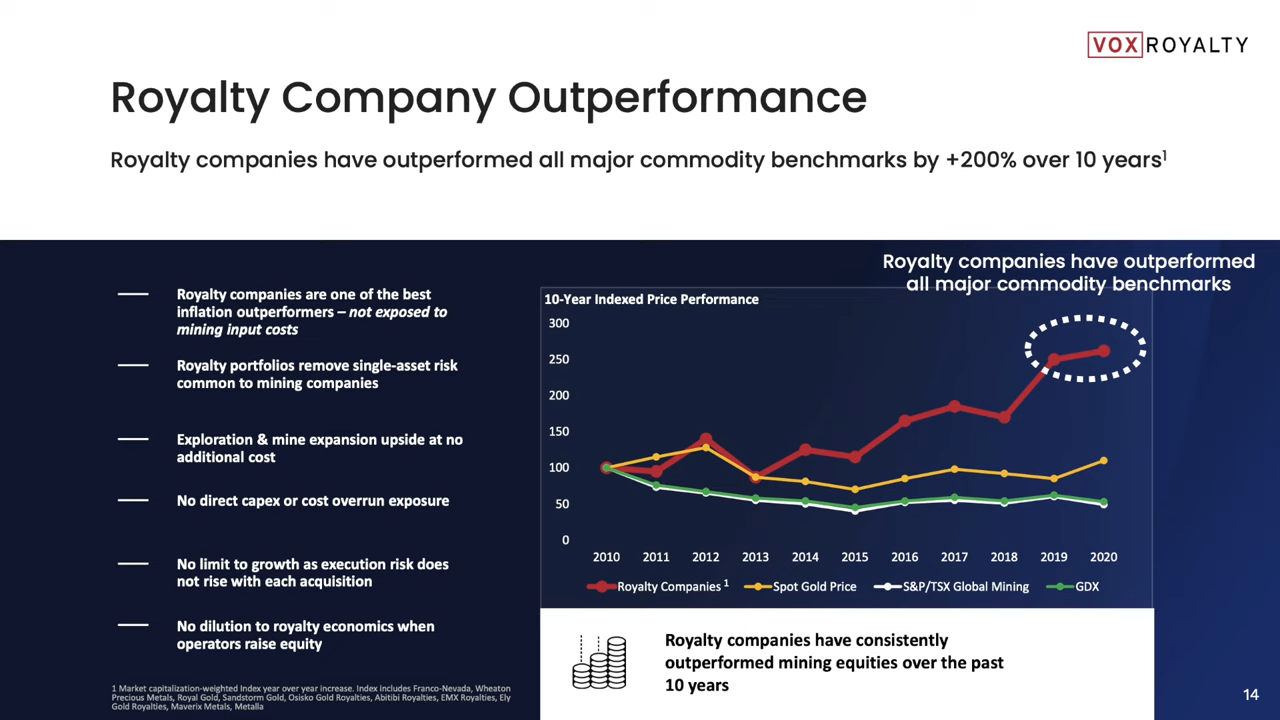 VOX ROYALTY
Royalty Company Outperformance
Royalty companies have outperformed all major commodity benchmarks by +200% over 10 years1
Royalty companies are one of the best
inflation outperformers – not exposed to
mining input costs
Royalty portfolios remove single-asset risk
common to mining companies
Exploration & mine expansion upside at no
additional cost
No direct capex or cost overrun exposure
No limit to growth as execution risk does
not rise with each acquisition
No dilution to royalty economics when
operators raise equity
1 Market capitalization-weighted Index year over year increase. Index includes Franco-Nevada, Wheaton
Precious Metals, Royal Gold, Sandstorm Gold, Osisko Gold Royalties, Abitibi Royalties, EMX Royalties, Ely
Gold Royalties, Maverix Metals, Metalla
Royalty companies have outperformed
all major commodity benchmarks
10-Year Indexed Price Performance
300
250
200
150
100
50
0
2010 2011 2012 2013 2014 2015 2016 2017 2018 2019 2020
Royalty Companies 1 Spot Gold Price S&P/TSX Global Mining GDX
Royalty companies have consistently
outperformed mining equities over the past
10 years
14